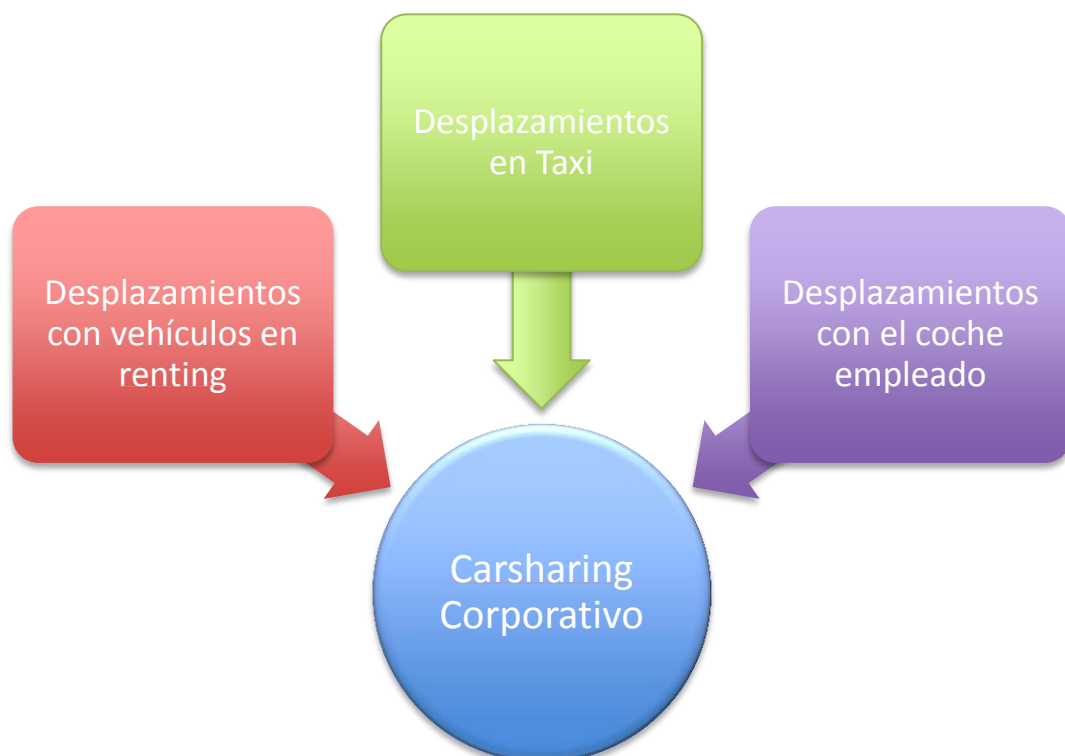 Desplazamientos
en Taxi
Desplazamientos
con vehículos en
renting
Desplazamientos
con el coche
empleado
Carsharing
Corporativo